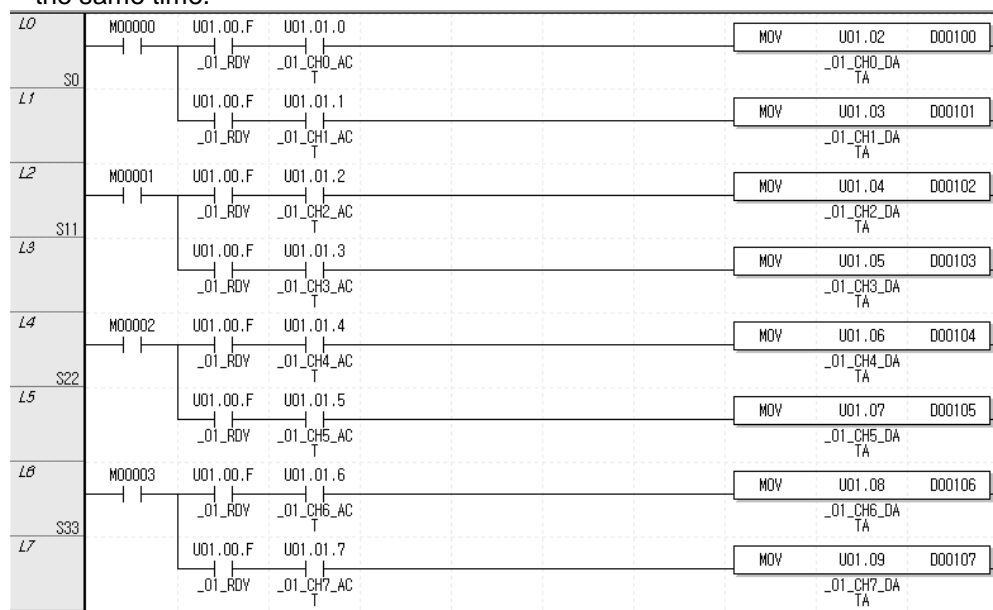 the same time.
L0 M00000 U01.00.F U01.01.0 MOV U01.02 D00100
_01_RDY _01_CH0_AC _01_CH0_DA
S0 T TA
L1 U01.00.F U01.01.1 MOV U01.03 D00101
_01_RDY _01_CH1_AC _01_CH1_DA
T TA
L2 M00001 U01.00.F U01.01.2 MOV U01.04 D00102
_01_RDY _01_CH2_AC _01_CH2_DA
S11 T TA
L3 U01.00.F U01.01.3 MOV U01.05 D00103
_01_RDY _01_CH3_AC _01_CH3_DA
T TA
L4 M00002 U01.00.F U01.01.4 MOV U01.06 D00104
_01_RDY _01_CH4_AC _01_CH4_DA
S22 T TA
L5 U01.00.F U01.01.5 MOV U01.07 D00105
_01_RDY _01_CH5_AC _01_CH5_DA
T TA
L6 M00003 U01.00.F U01.01.6 MOV U01.08 D00106
_01_RDY _01_CH6_AC _01_CH6_DA
S33 T TA
L7 U01.00.F U01.01.7 MOV U01.09 D00107
_01_RDY _01_CH7_AC _01_CH7_DA
T TA